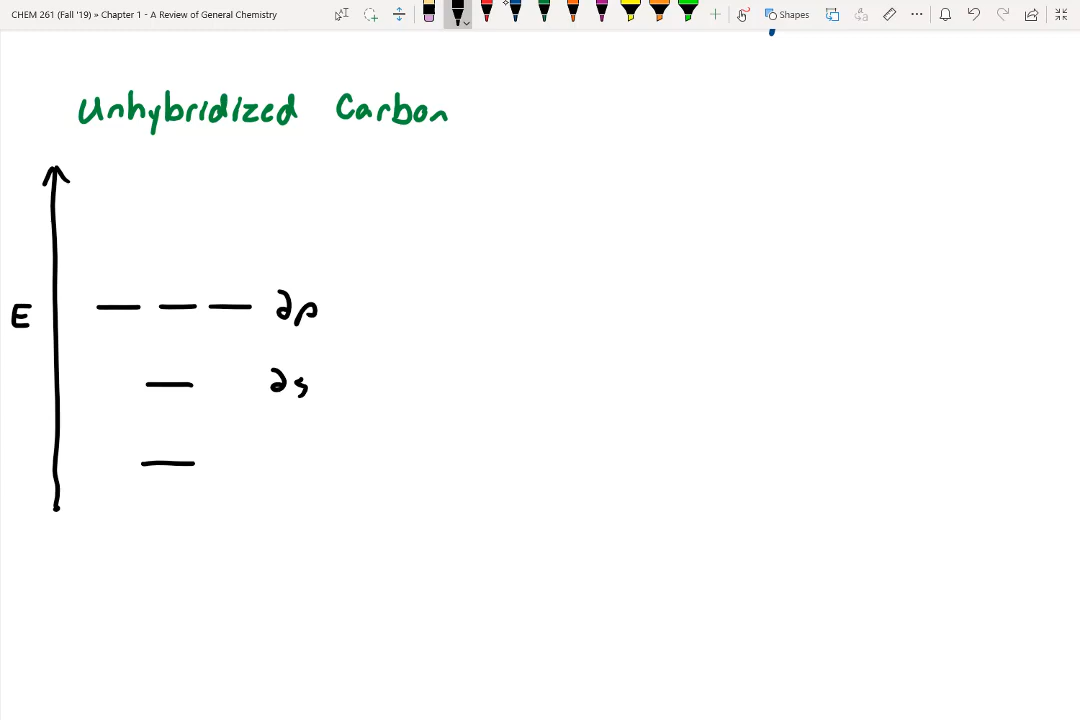 CHEM 261 (Fall '19) » Chapter 1 - A Review of General Chemistry
Shapes
Unhybridized Carbon
E
2p
2s